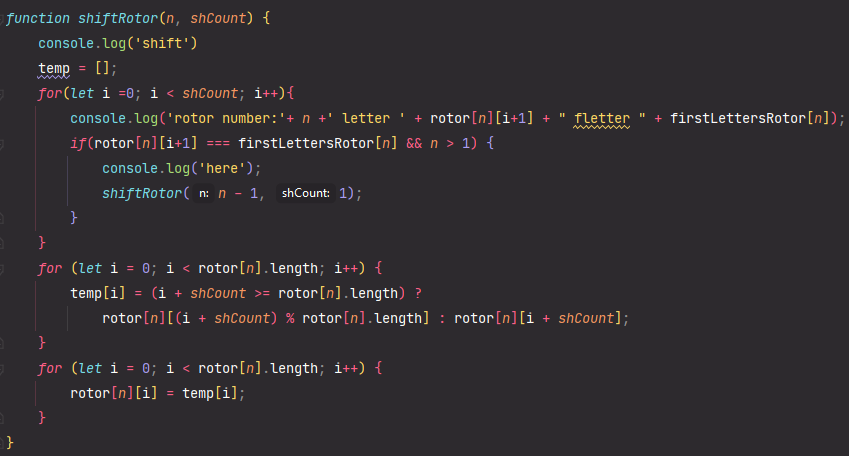 function shiftRotor(n, shCount) {
console.log('shift')
temp = [];
for(let i =0; i < shCount; i++){
console.log('rotor number:'+ n +' letter ' + rotor[n][i+1] + " fletter " + firstLettersRotor[n]);
if(rotor[n][i+1] === firstLettersRotor[n] && n > 1) {
console.log('here');
shiftRotor( n: n - 1, shCount: 1);
}
}
for (let i = 0; i < rotor[n].length; i++) {
temp[i] = (i + shCount >= rotor[n].length) ?
rotor[n][(i + shCount) % rotor[n].length] : rotor[n][i + shCount];
}
for (let i = 0; i < rotor[n].length; i++) {
rotor[n][i] = temp[i];
}
}